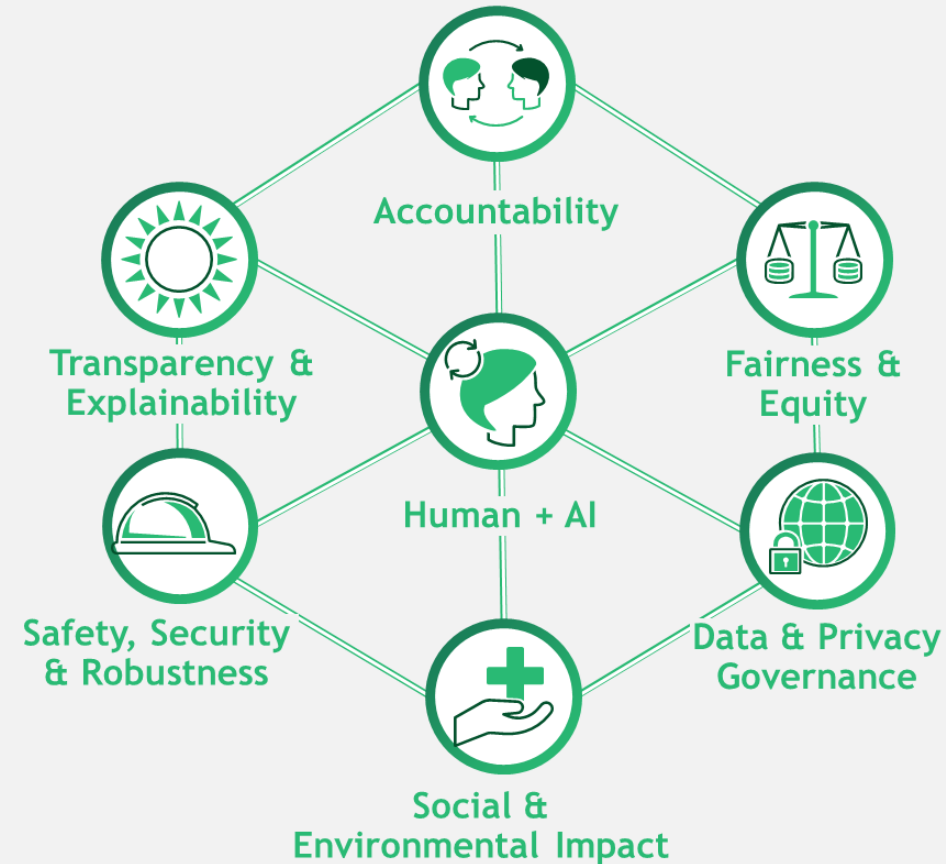 Accountability
Transparency &
Explainability
Fairness &
Equity
Human + AI
Safety, Security
& Robustness
Data & Privacy
Governance
Social &
Environmental Impact